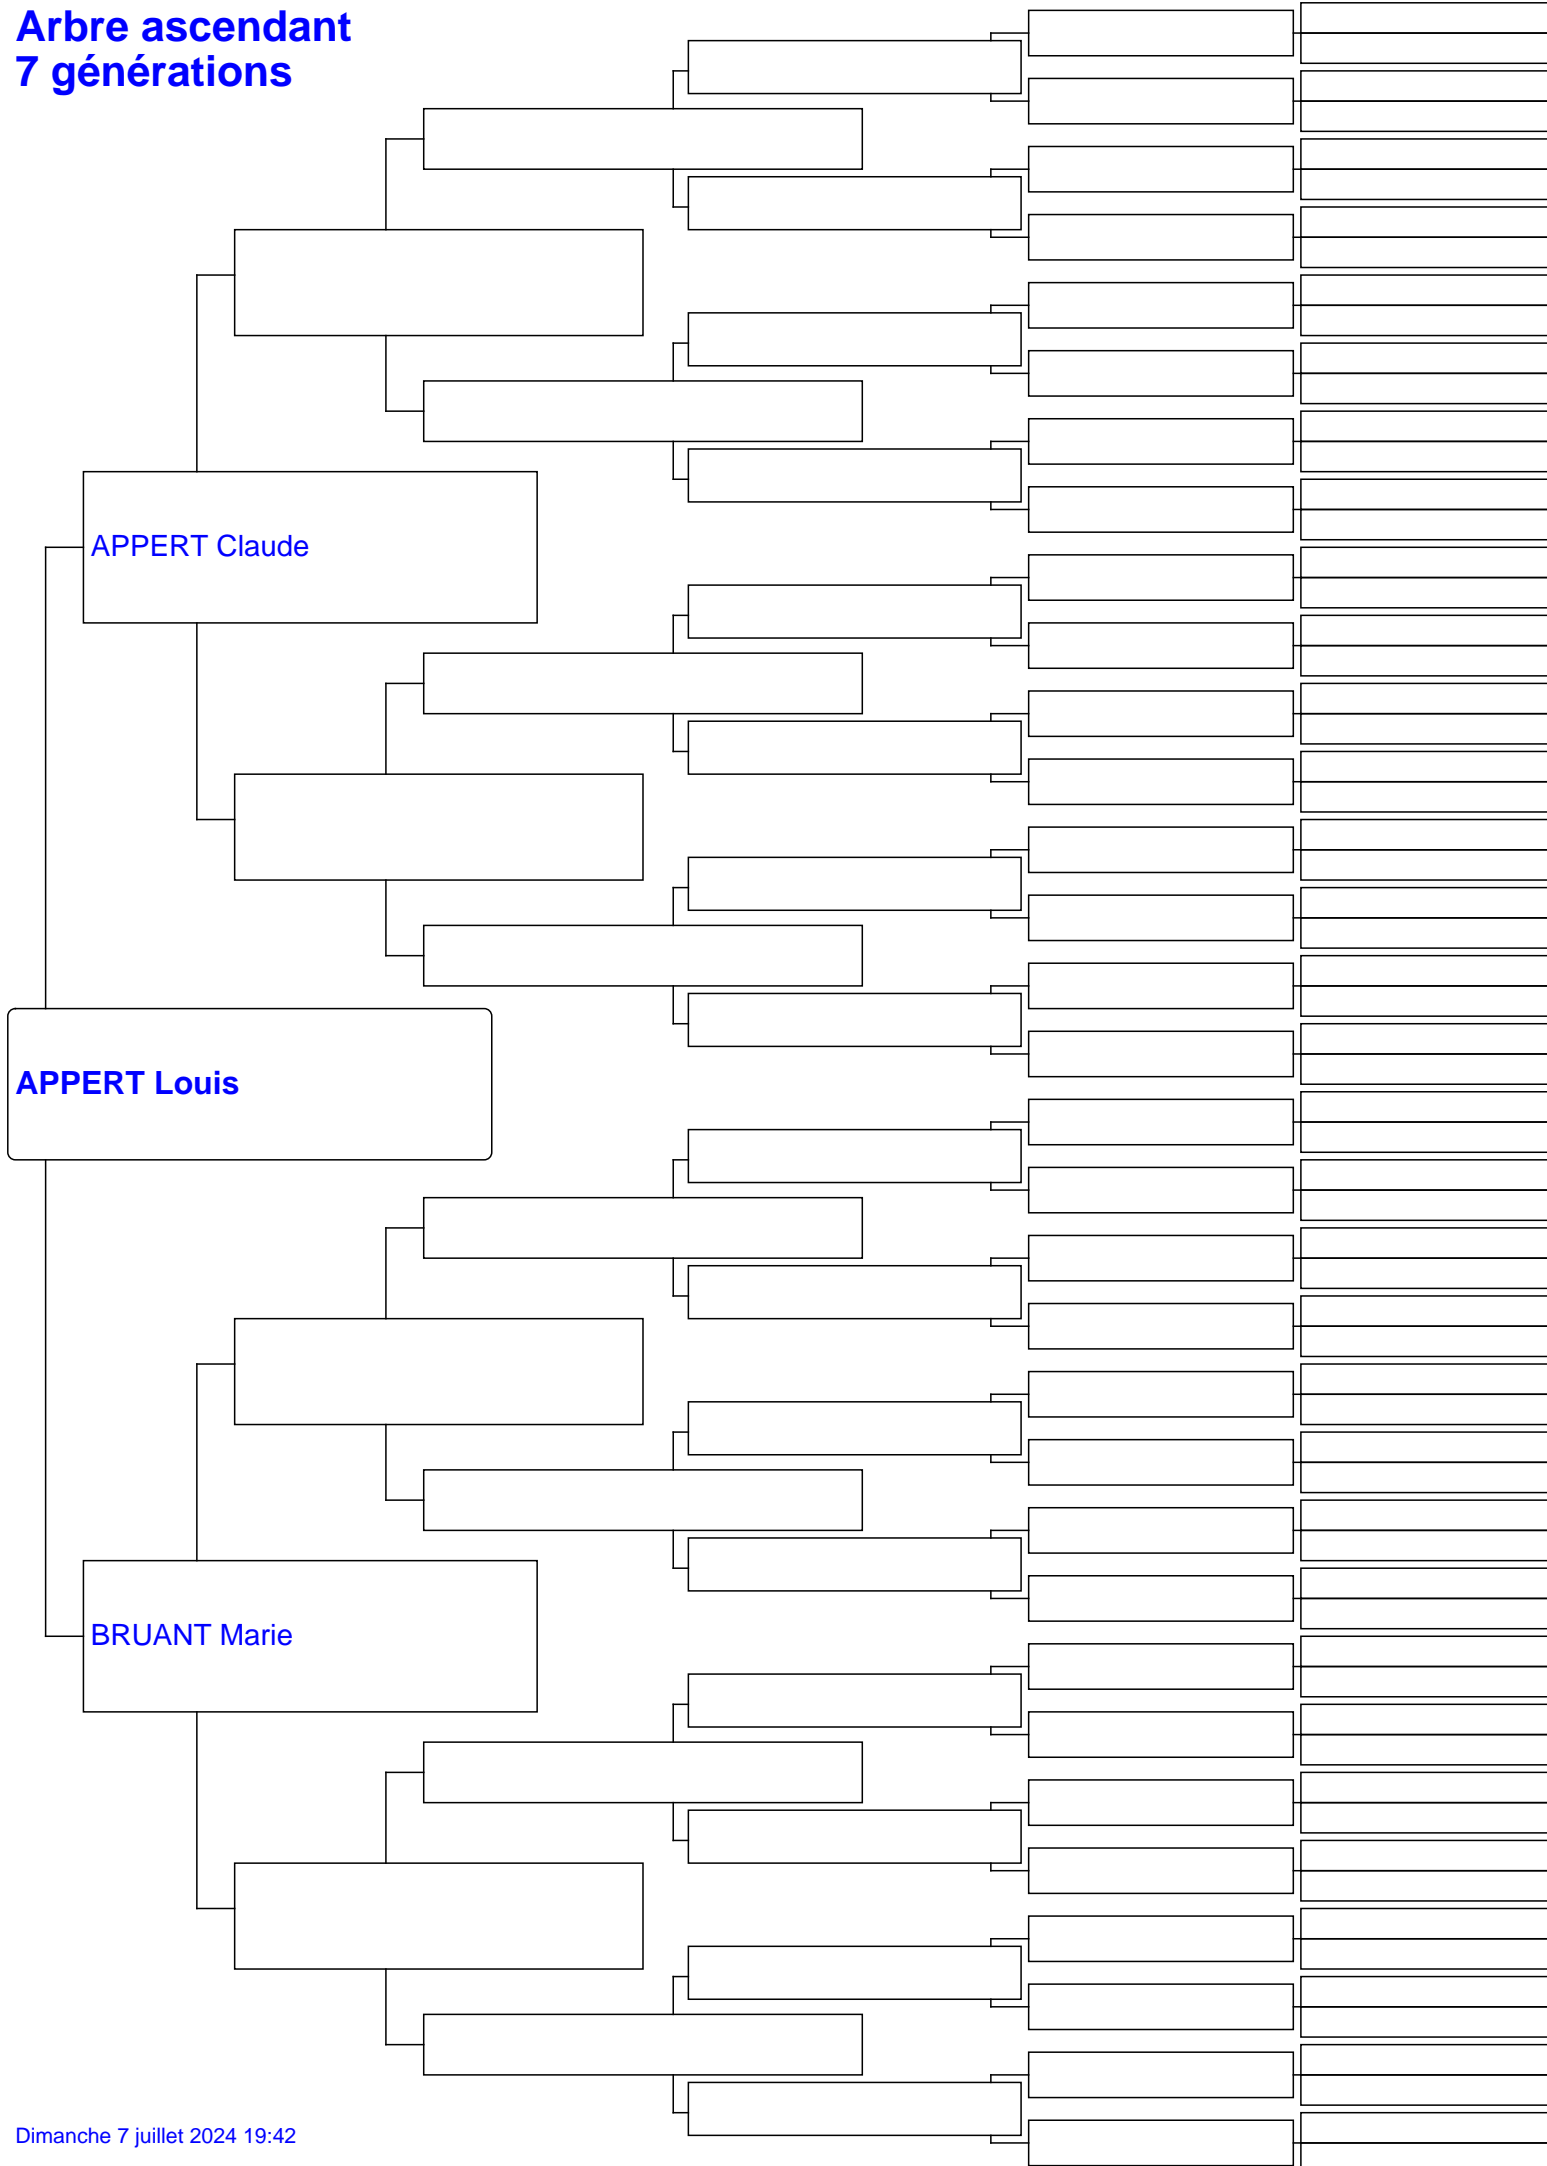 Arbre ascendant
7 générations
APPERT Claude
APPERT Louis
BRUANT Marie
Dimanche 7 juillet 2024 19:42